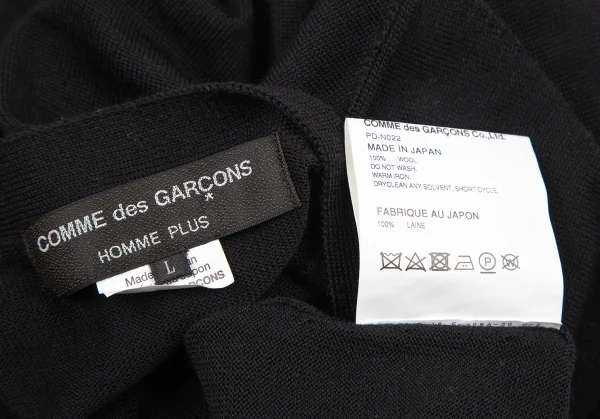 COMME des GARÇONS
HOMME PLUS
L
Made
COMME des GARÇONS Co.,Ltd.
PD-N022
MADE IN JAPAN
100% WOOL
DO NOT WASH.
WARM IRON.
DRYCLEAN ANY SOLVENT, SHORT CYCLE.
FABRIQUE AU JAPON
100% LAINE
P